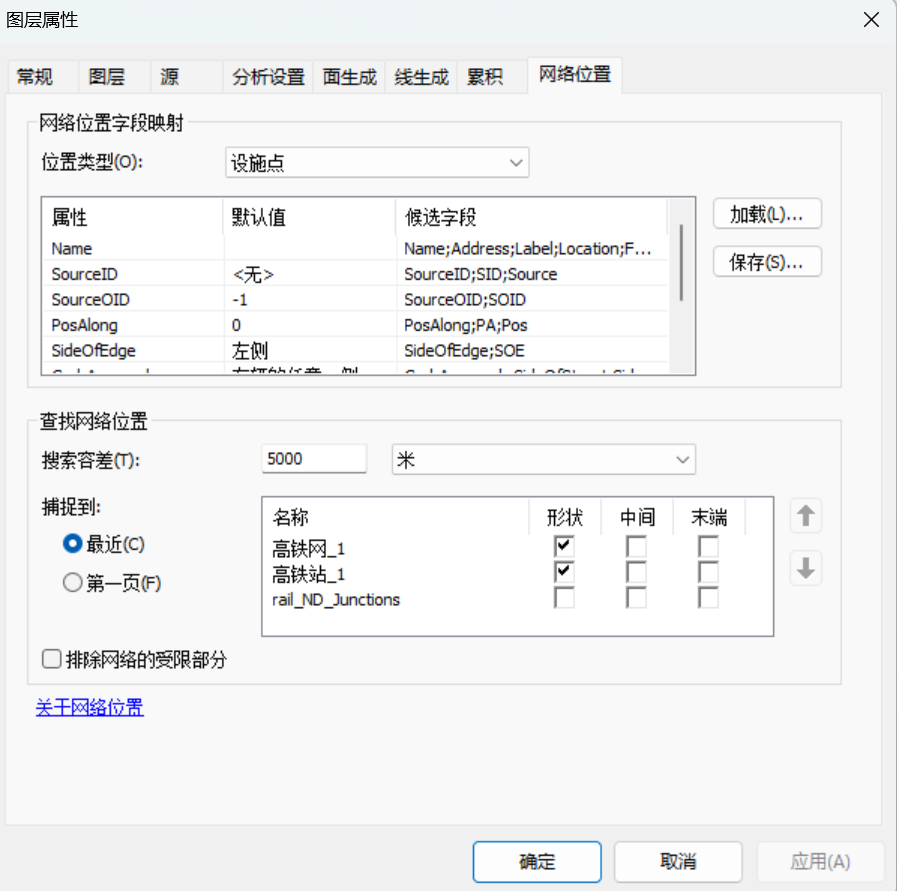 图层属性
常规 图层 源 分析设置 面生成 线生成 累积 网络位置
网络位置字段映射
位置类型(O): 设施点
属性 默认值 候选字段
加载(L)...
Name Name;Address;Label;Location;F...
SourceID <无> SourceID;SID;Source
保存(S)...
SourceOID -1 SourceOID;SOID
PosAlong 0 PosAlong;PA;Pos
SideOfEdge 左侧 SideOfEdge;SOE
查找网络位置
搜索容差(T): 5000 米
捕捉到:
最近(C)
第一页(F)
名称 形状 中间 末端
高铁网_1
高铁站_1
rail_ND_Junctions
排除网络的受限部分
关于网络位置
确定 取消 应用(A)